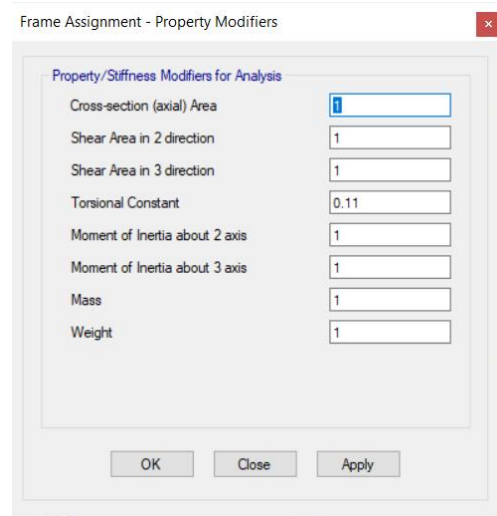 Frame Assignment - Property Modifiers
Property/Stiffness Modifiers for Analysis
Cross-section (axial) Area 1
Shear Area in 2 direction 1
Shear Area in 3 direction 1
Torsional Constant 0.11
Moment of Inertia about 2 axis 1
Moment of Inertia about 3 axis 1
Mass 1
Weight 1
OK Close Apply